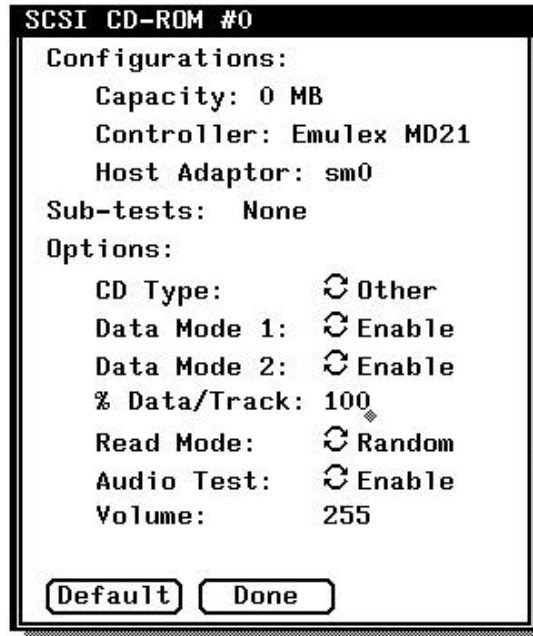 SCSI CD-ROM #0
Configurations:
Capacity: 0 MB
Controller: Emulex MD21
Host Adaptor: sm0
Sub-tests: None
Options:
CD Type: Other
Data Mode 1: Enable
Data Mode 2: Enable
% Data/Track: 100
Read Mode: Random
Audio Test: Enable
Volume: 255
Default Done